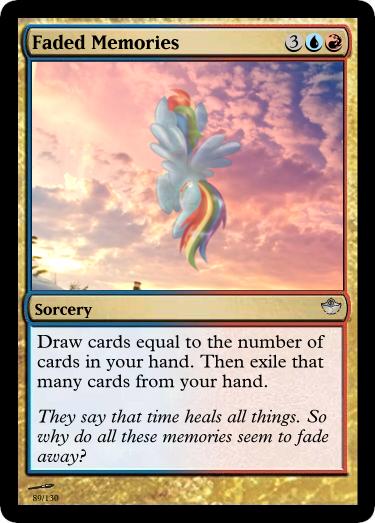 Faded Memories 3
Sorcery
Draw cards equal to the number of
cards in your hand. Then exile that
many cards from your hand.
They say that time heals all things. So
why do all these memories seem to fade
away?
89/130